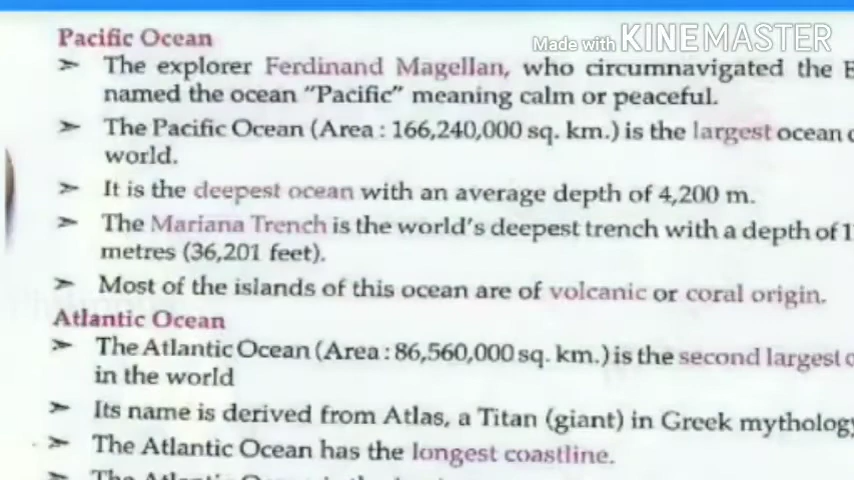 Made with KINEMASTER
Pacific Ocean
➤ The explorer Ferdinand Magellan, who circumnavigated the E
named the ocean "Pacific" meaning calm or peaceful.
➤ The Pacific Ocean (Area : 166,240,000 sq. km.) is the largest ocean
world.
➤ It is the deepest ocean with an average depth of 4,200 m.
➤ The Mariana Trench is the world's deepest trench with a depth of 1
metres (36,201 feet).
➤ Most of the islands of this ocean are of volcanic or coral origin.
Atlantic Ocean
➤ The Atlantic Ocean (Area : 86,560,000 sq. km.) is the second largest
in the world
➤ Its name is derived from Atlas, a Titan (giant) in Greek mythology
➤ The Atlantic Ocean has the longest coastline.